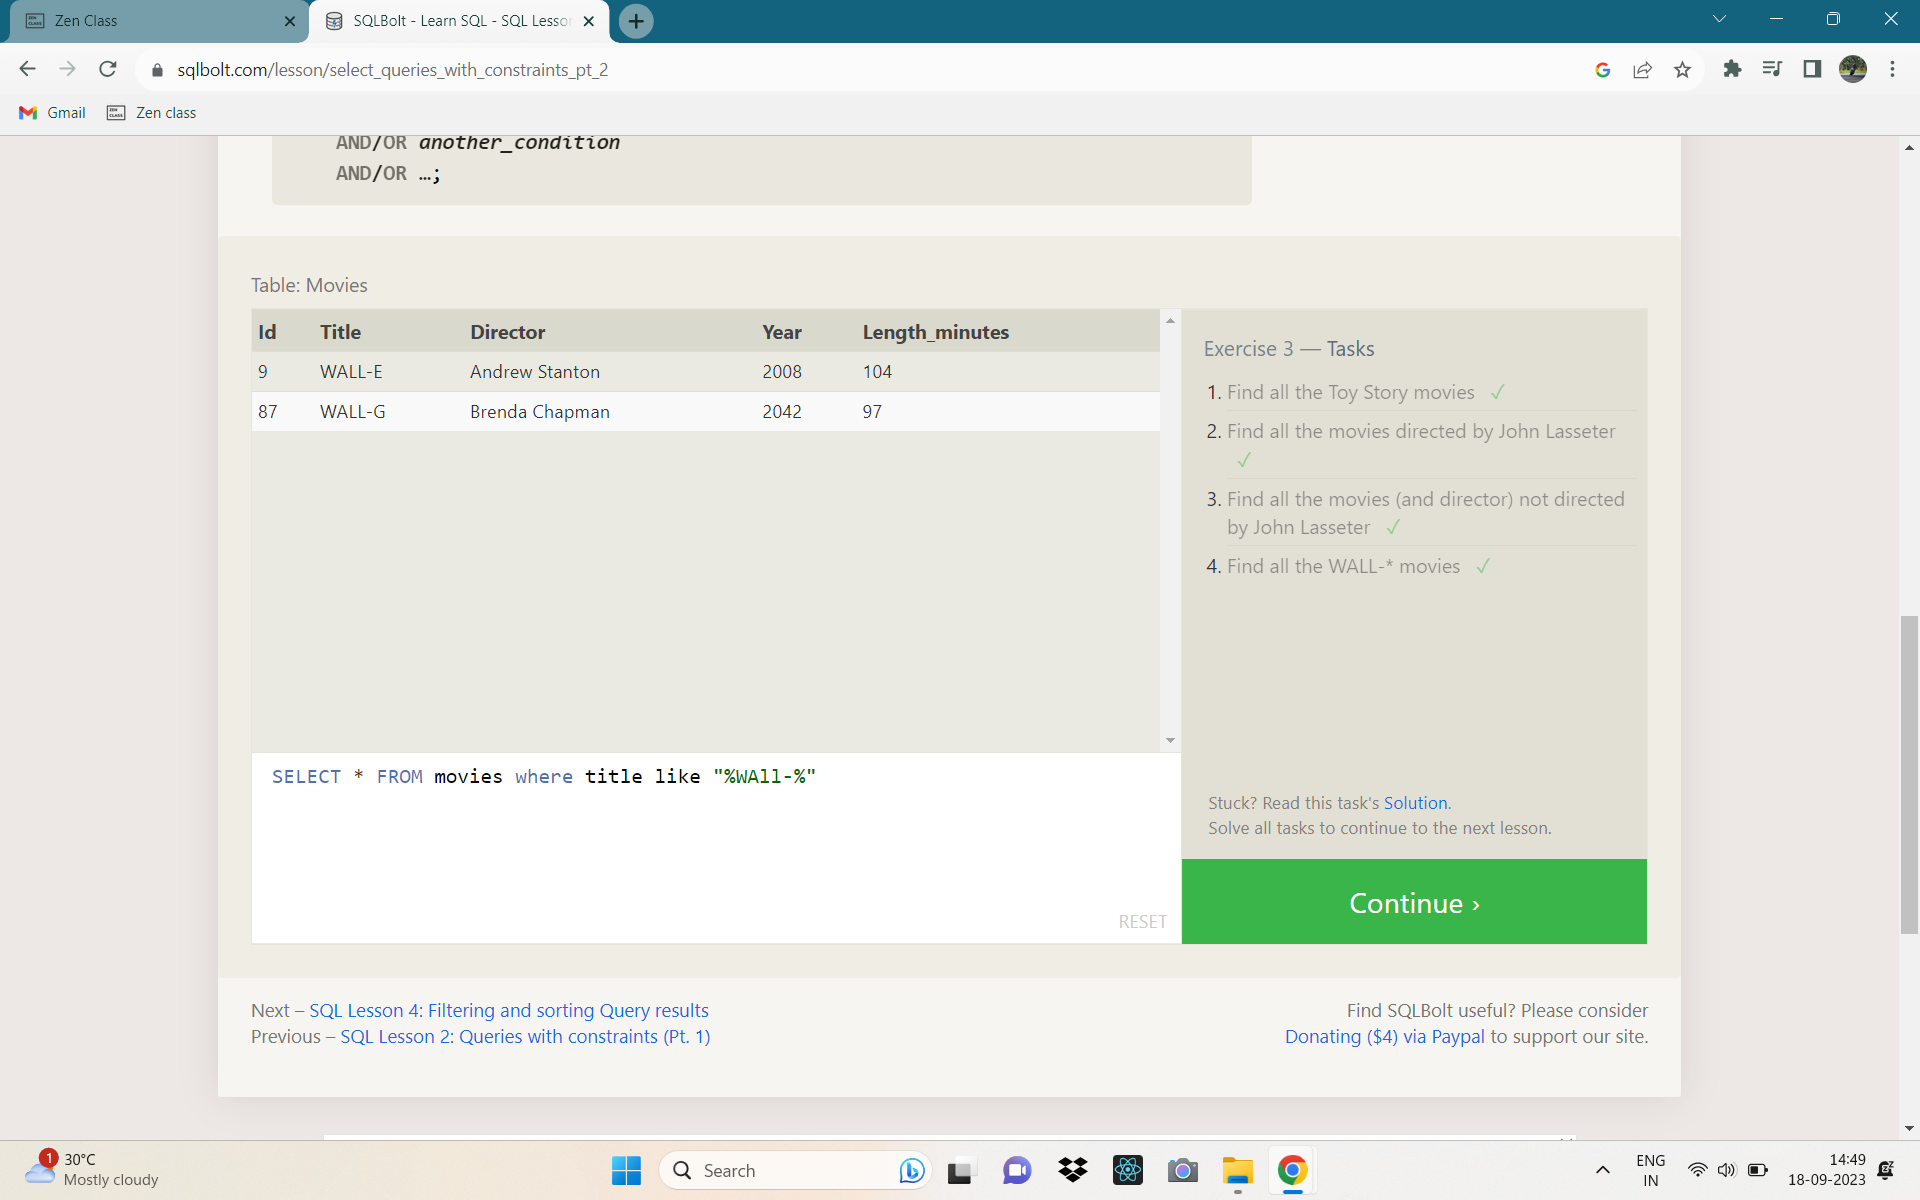 Zen Class
SQLBolt - Learn SQL - SQL Lesson
sqlbolt.com/lesson/select_queries_with_constraints_pt_2
Gmail
Zen class
AND/OR another_condition
AND/OR …;
Table: Movies
Id Title Director Year Length_minutes
9 WALL-E Andrew Stanton 2008 104
87 WALL-G Brenda Chapman 2042 97
SELECT * FROM movies where title like "%WAll-%"
RESET
Exercise 3 — Tasks
1. Find all the Toy Story movies ✓
2. Find all the movies directed by John Lasseter
✓
3. Find all the movies (and director) not directed
by John Lasseter ✓
4. Find all the WALL-* movies ✓
Stuck? Read this task's Solution.
Solve all tasks to continue to the next lesson.
Continue ›
Next – SQL Lesson 4: Filtering and sorting Query results
Previous – SQL Lesson 2: Queries with constraints (Pt. 1)
Find SQLBolt useful? Please consider
Donating ($4) via Paypal to support our site.
1
30°C
Mostly cloudy
Search
ENG
IN
14:49
18-09-2023